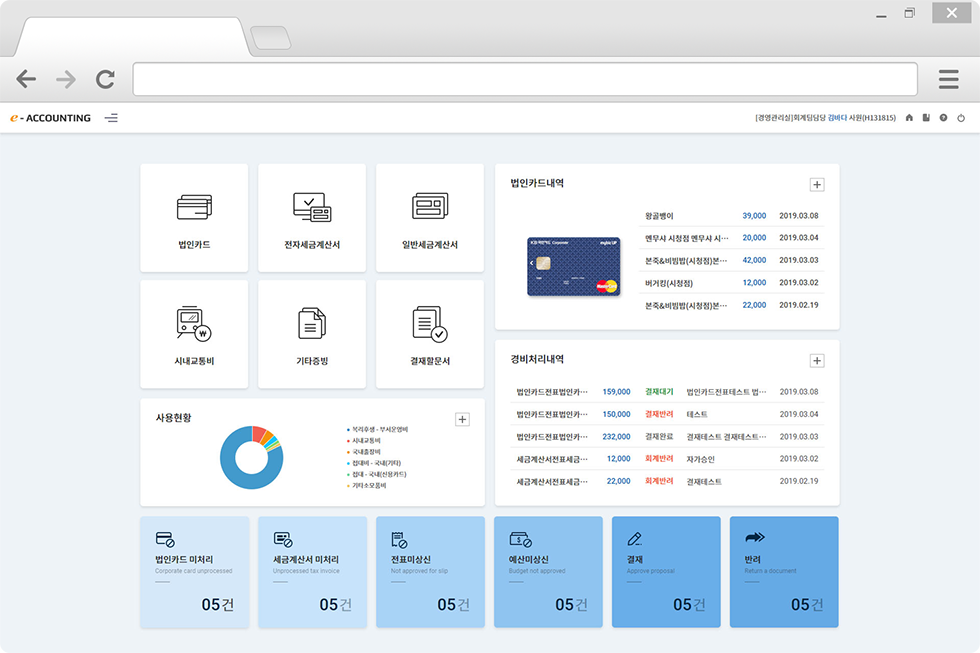 e - ACCOUNTING
[경영관리실]회계팀담당 김바다 사원(H131815)
법인카드
전자세금계산서
일반세금계산서
시내교통비
₩
기타증빙
결재할문서
법인카드내역
Corporate
MasterCard
왕골뱅이 39,000 2019.03.08
멘무샤 시청점 멘무샤 시··· 20,000 2019.03.04
본죽&비빔밥(시청점)본··· 42,000 2019.03.03
버거킹(시청점) 12,000 2019.03.02
본죽&비빔밥(시청점)본··· 22,000 2019.02.19
경비처리내역
법인카드전표법인카··· 159,000 결재대기 법인카드전표테스트 법··· 2019.03.08
법인카드전표법인카··· 150,000 결재반려 테스트 2019.03.04
법인카드전표법인카··· 232,000 결재완료 결재테스트 결재테스트··· 2019.03.03
세금계산서전표세금··· 12,000 회계반려 자가승인 2019.03.02
세금계산서전표세금··· 22,000 회계반려 결재테스트 2019.02.19
사용현황
복리후생 - 부서운영비
시내교통비
국내출장비
접대비 - 국내(기타)
접대 - 국내(신용카드)
기타소모품비
법인카드 미처리
Corporate card unprocessed
05건
세금계산서 미처리
Unprocessed tax invoice
05건
전표미상신
Not approved for slip
05건
예산미상신
Budget not approved
05건
결재
Approve proposal
05건
반려
Return a document
05건